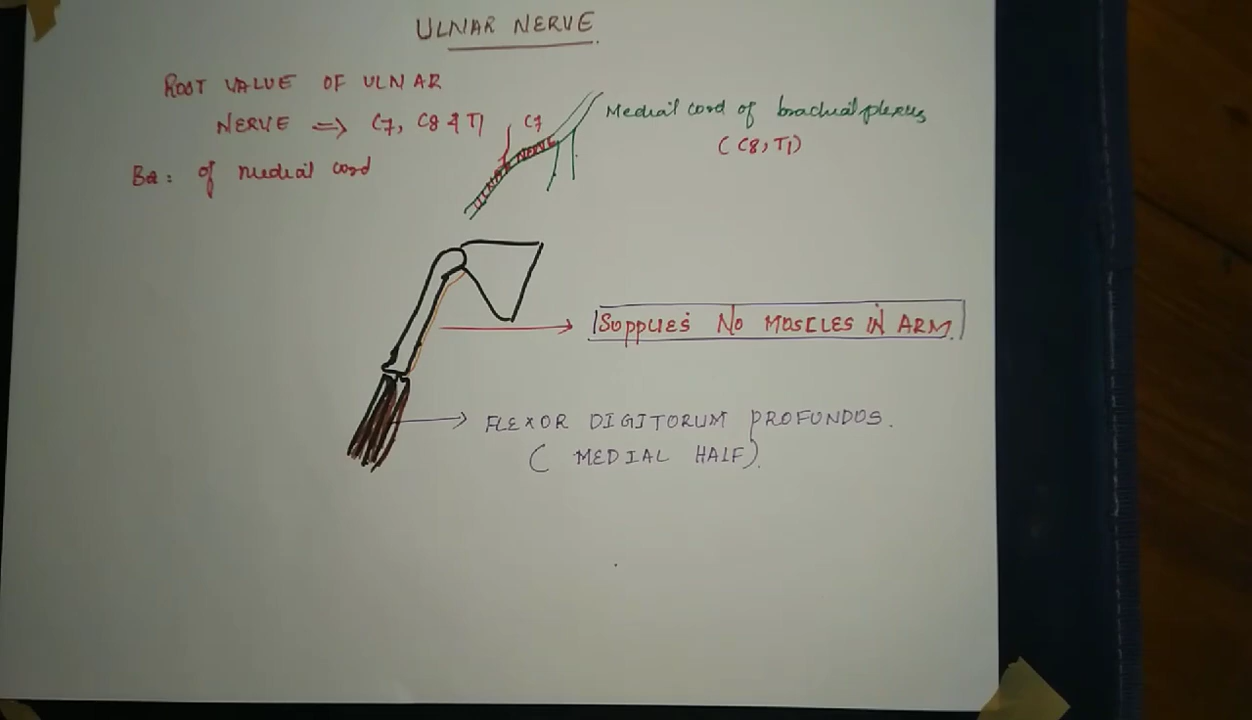 ULNAR NERVE
ROOT VALUE OF ULNAR
NERVE ⇒ C7, C8 & T1
C7
Medial cord of brachial plexus
(C8, T1)
Ba: of medial cord
ULNAR NERVE
SUPPLIES NO MUSCLES IN ARM.
FLEXOR DIGITORUM PROFUNDUS.
(MEDIAL HALF).